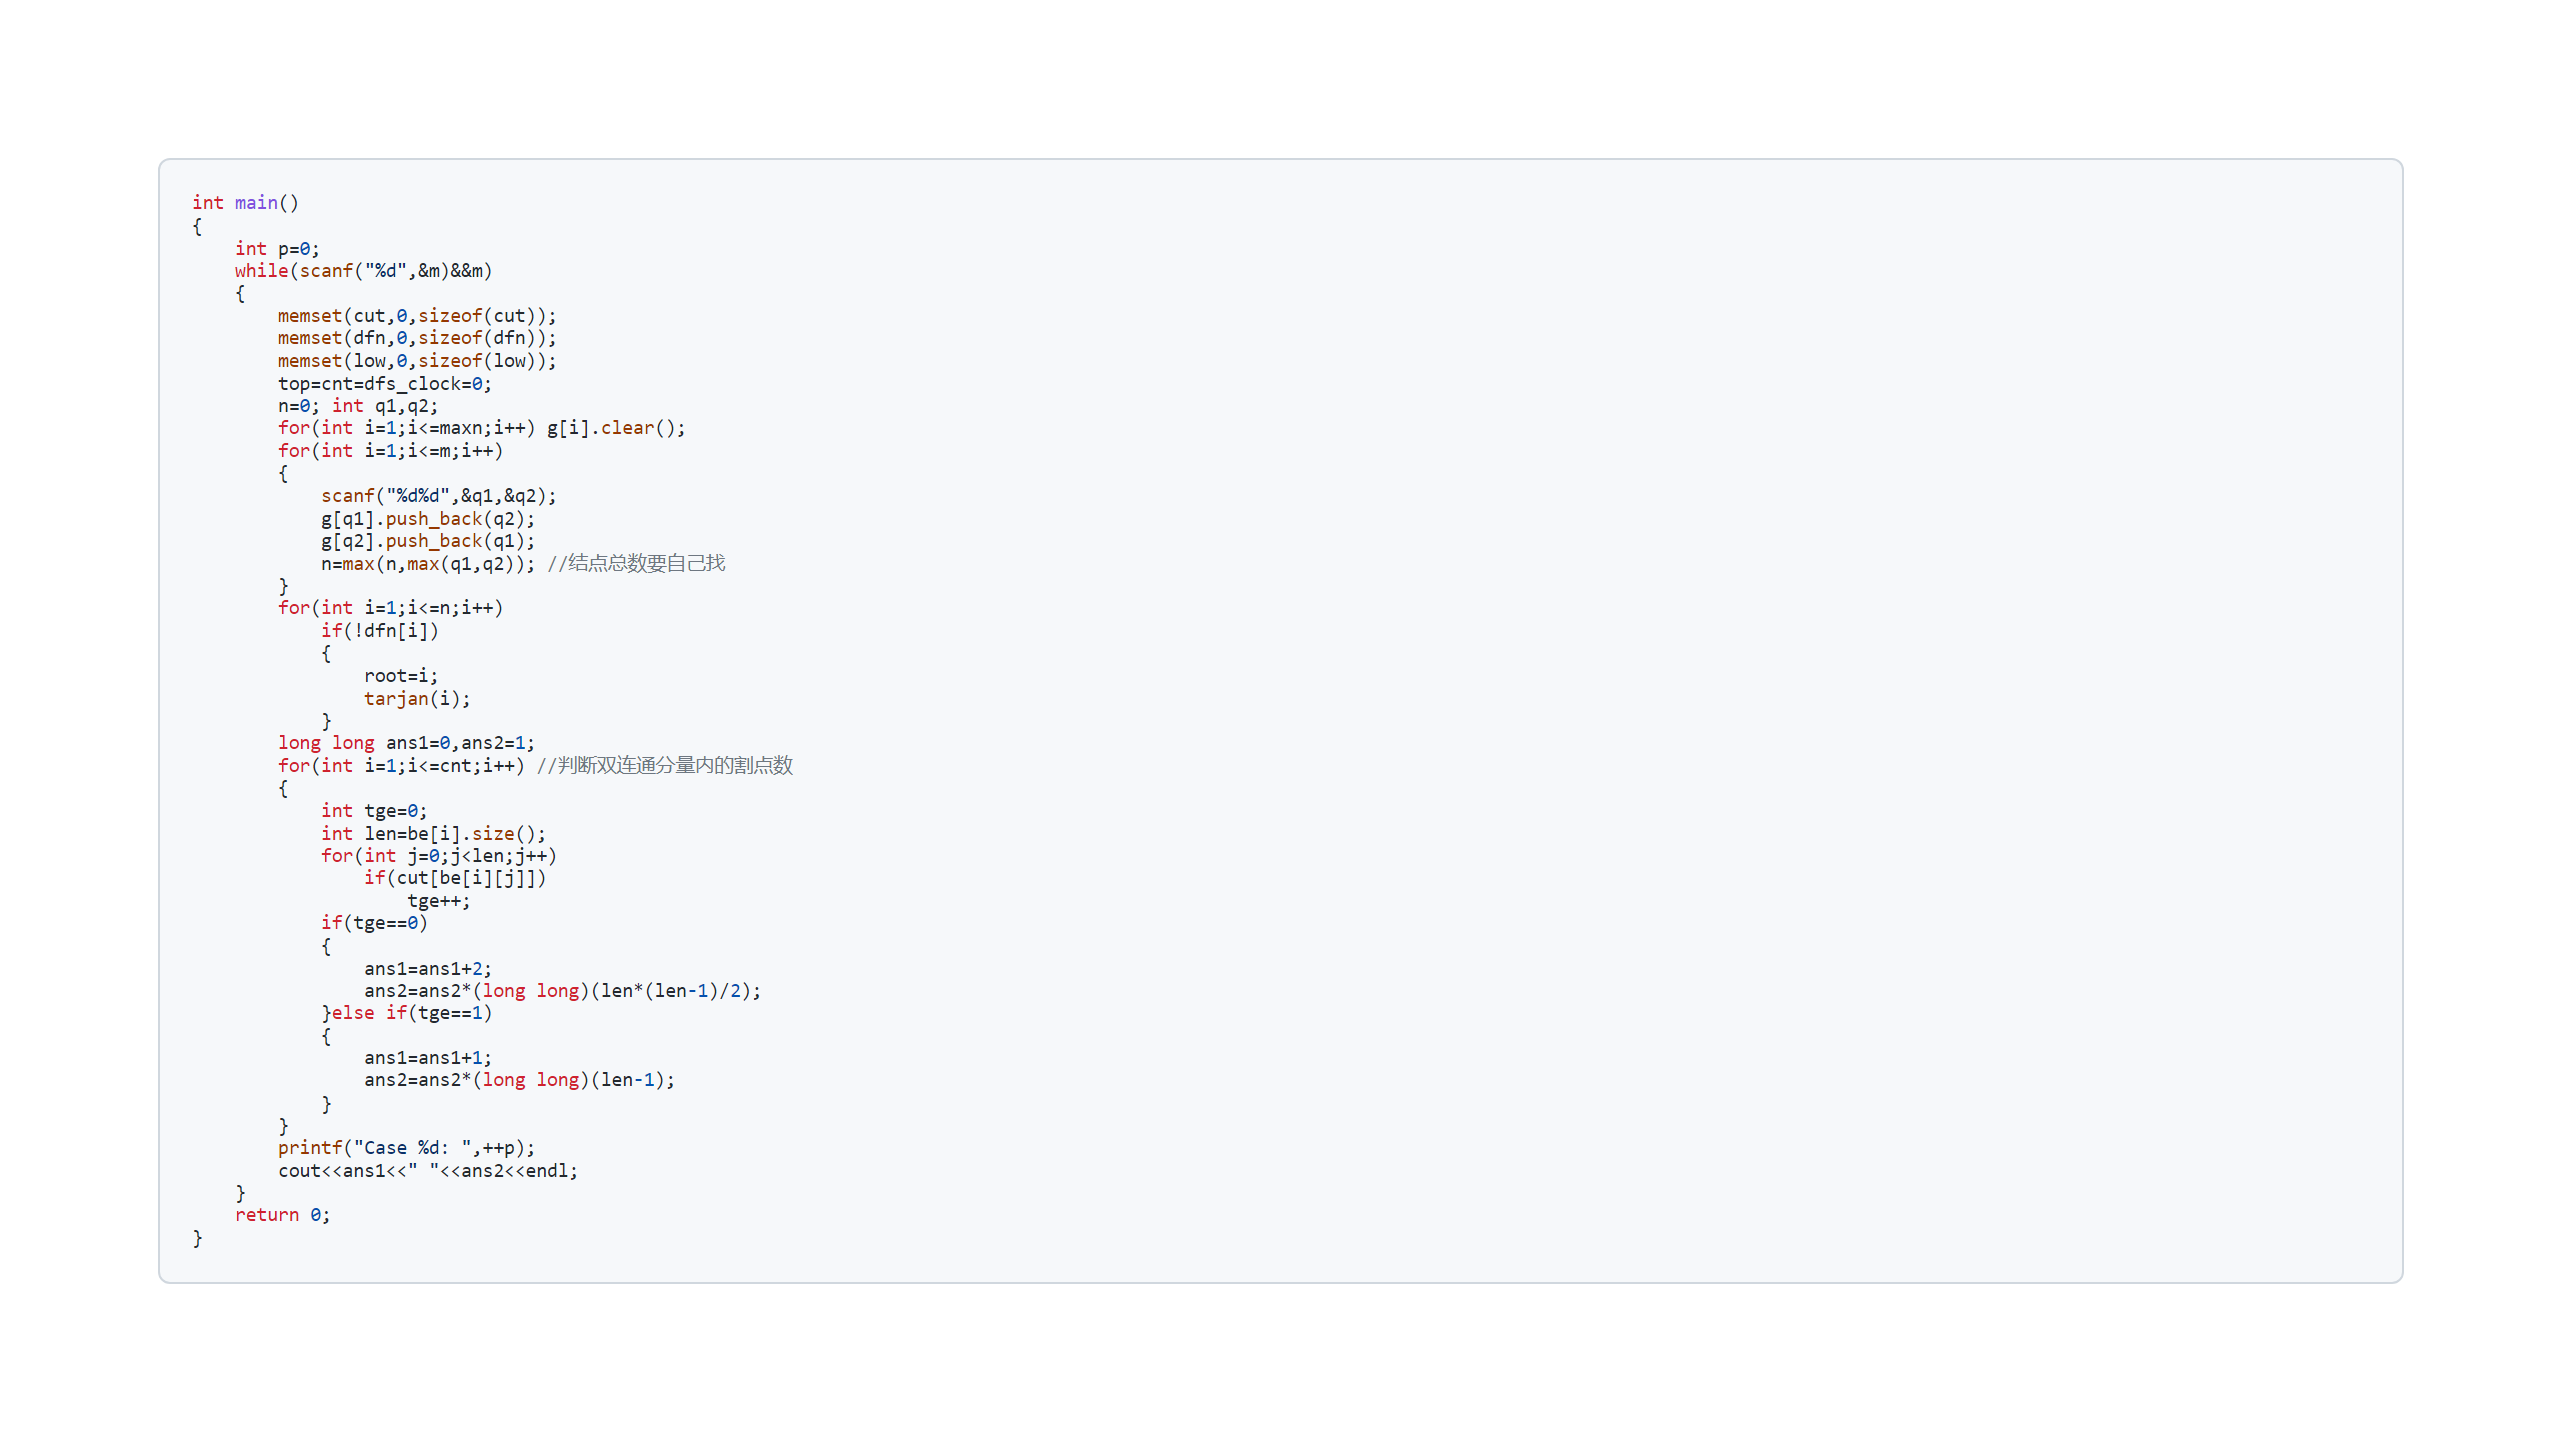 int main()
{
    int p=0;
    while(scanf("%d",&m)&&m)
    {
        memset(cut,0,sizeof(cut));
        memset(dfn,0,sizeof(dfn));
        memset(low,0,sizeof(low));
        top=cnt=dfs_clock=0;
        n=0; int q1,q2;
        for(int i=1;i<=maxn;i++) g[i].clear();
        for(int i=1;i<=m;i++)
        {
            scanf("%d%d",&q1,&q2);
            g[q1].push_back(q2);
            g[q2].push_back(q1);
            n=max(n,max(q1,q2)); //结点总数要自己找
        }
        for(int i=1;i<=n;i++)
            if(!dfn[i])
            {
                root=i;
                tarjan(i);
            }
        long long ans1=0,ans2=1;
        for(int i=1;i<=cnt;i++) //判断双连通分量内的割点数
        {
            int tge=0;
            int len=be[i].size();
            for(int j=0;j<len;j++)
                if(cut[be[i][j]])
                    tge++;
            if(tge==0)
            {
                ans1=ans1+2;
                ans2=ans2*(long long)(len*(len-1)/2);
            }else if(tge==1)
            {
                ans1=ans1+1;
                ans2=ans2*(long long)(len-1);
            }
        }
        printf("Case %d: ",++p);
        cout<<ans1<<" "<<ans2<<endl;
    }
    return 0;
}